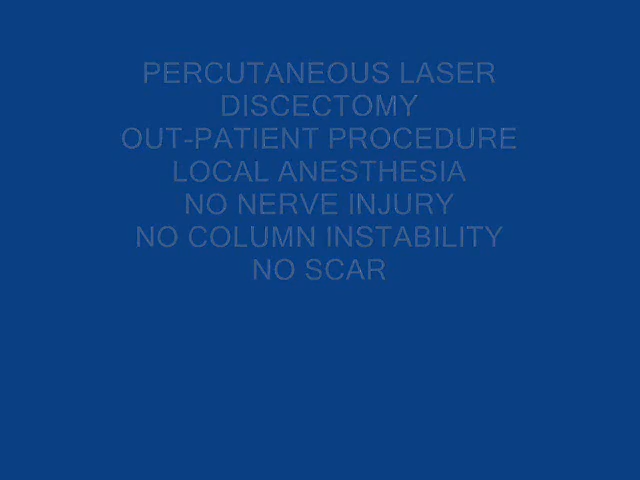 PERCUTANEOUS LASER
DISCECTOMY
OUT-PATIENT PROCEDURE
LOCAL ANESTHESIA
NO NERVE INJURY
NO COLUMN INSTABILITY
NO SCAR